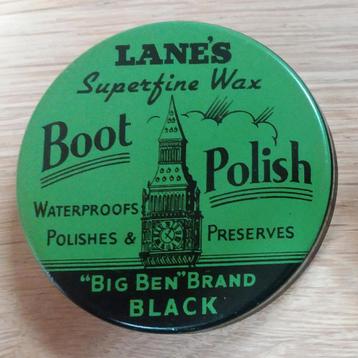 LANE'S
Superfine Wax
Boot
Polish
WATERPROOFS
POLISHES & PRESERVES
"BIG BEN" BRAND
BLACK